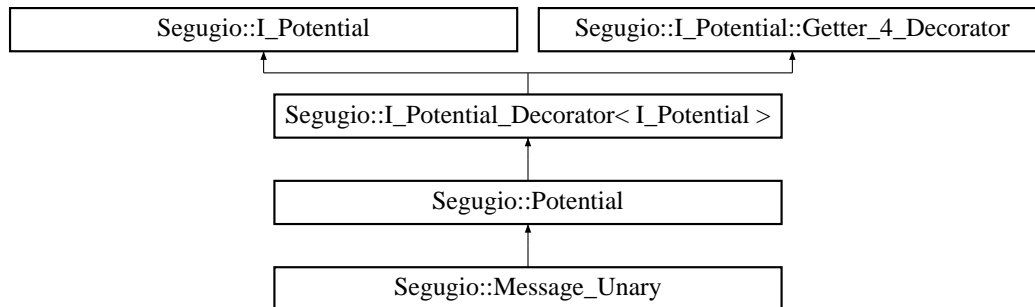 Segugio::I_Potential
Segugio::I_Potential::Getter_4_Decorator
Segugio::I_Potential_Decorator< I_Potential >
Segugio::Potential
Segugio::Message_Unary